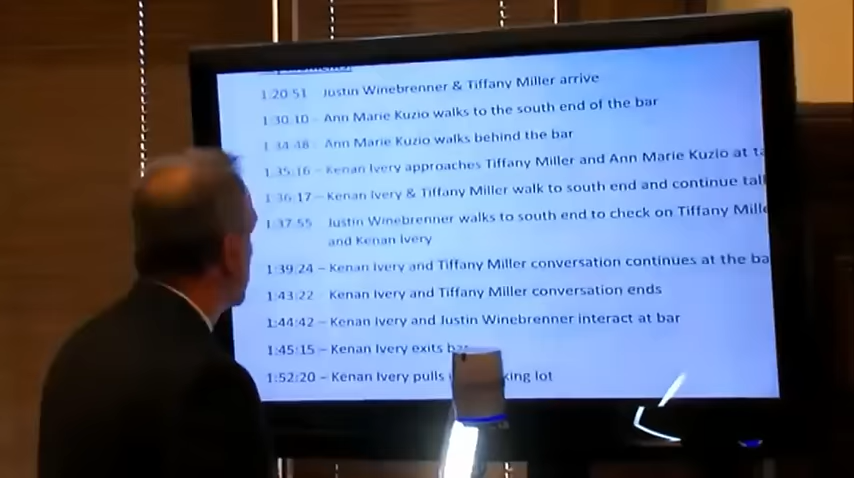 1:20:51 Justin Winebrenner & Tiffany Miller arrive
1:30:10 - Ann Marie Kuzio walks to the south end of the bar
1:34:48 - Ann Marie Kuzio walks behind the bar
1:35:16 – Kenan Ivery approaches Tiffany Miller and Ann Marie Kuzio at
1:36:17 – Kenan Ivery & Tiffany Miller walk to south end and continue
1:37:55 Justin Winebrenner walks to south end to check on Tiffany
and Kenan Ivery
1:39:24 – Kenan Ivery and Tiffany Miller conversation continues at the
1:43:22 Kenan Ivery and Tiffany Miller conversation ends
1:44:42 – Kenan Ivery and Justin Winebrenner interact at bar
1:45:15 – Kenan Ivery exits
1:52:20 – Kenan Ivery pulls lot